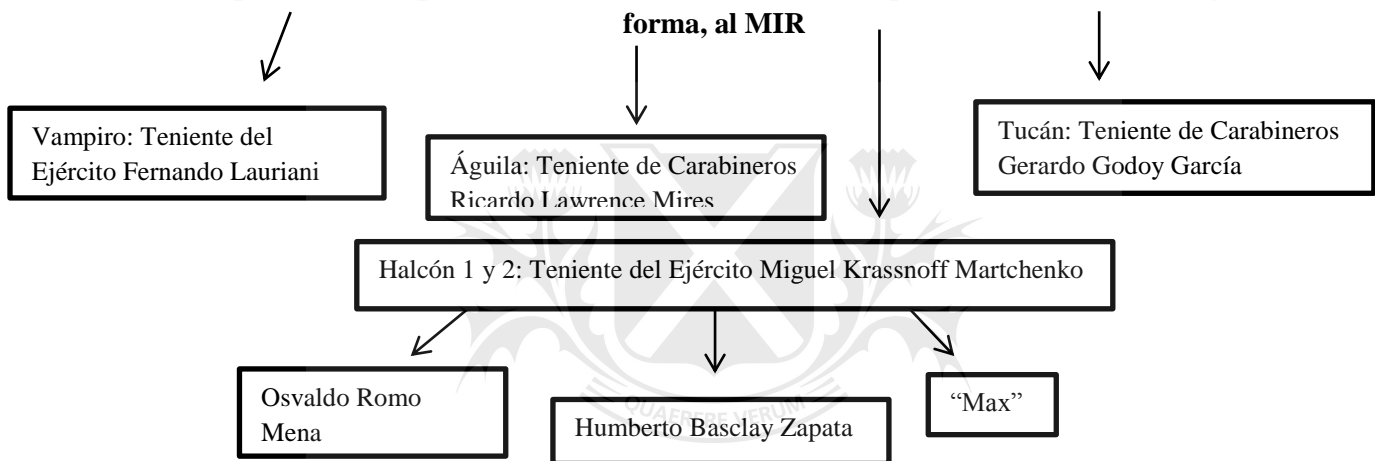 forma, al MIR
Vampiro: Teniente del
Ejército Fernando Lauriani
Águila: Teniente de Carabineros
Ricardo Lawrence Mires
Tucán: Teniente de Carabineros
Gerardo Godoy García
Halcón 1 y 2: Teniente del Ejército Miguel Krassnoff Martchenko
Osvaldo Romo
Mena
Humberto Basclay Zapata
“Max”
QUAERERE VERUM